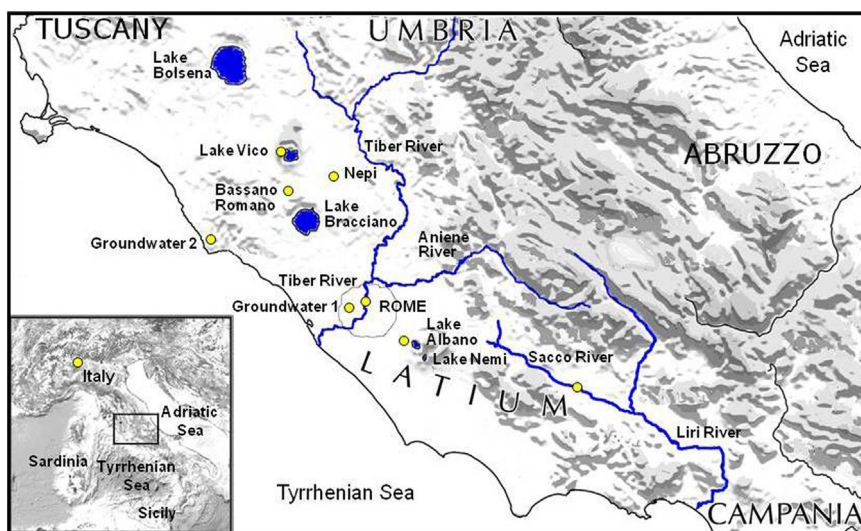 TUSCANY
UMBRIA
Adriatic
Sea
Lake
Bolsena
Tiber River
Lake Vico
Nepi
ABRUZZO
Bassano
Romano
Lake
Bracciano
Groundwater 2
Aniene
River
Tiber River
Groundwater 1
ROME
Lake
Albano
Lake Nemi
Sacco River
LATIUM
Liri River
Tyrrhenian Sea
CAMPANIA
Italy
Adriatic
Sea
Sardinia
Tyrrhenian
Sea
Sicily